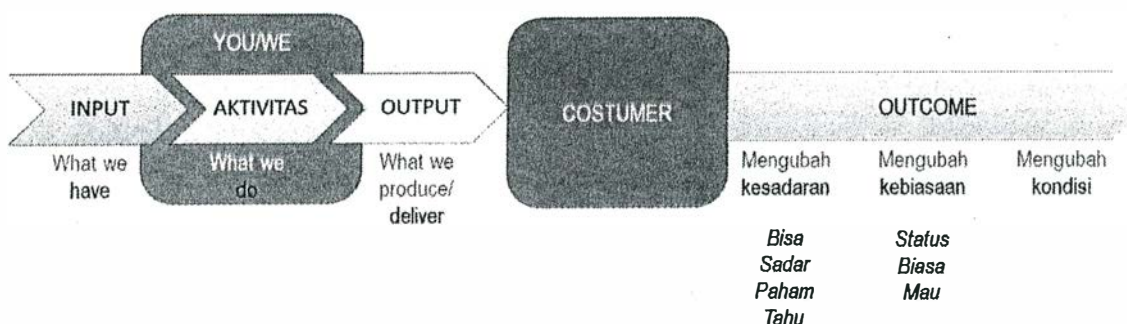 YOU/WE
INPUT
AKTIVITAS
OUTPUT
COSTUMER
OUTCOME
What we
have
What we
do
What we
produce/
deliver
Mengubah
kesadaran
Mengubah
kebiasaan
Mengubah
kondisi
Bisa
Sadar
Paham
Tahu
Status
Biasa
Mau